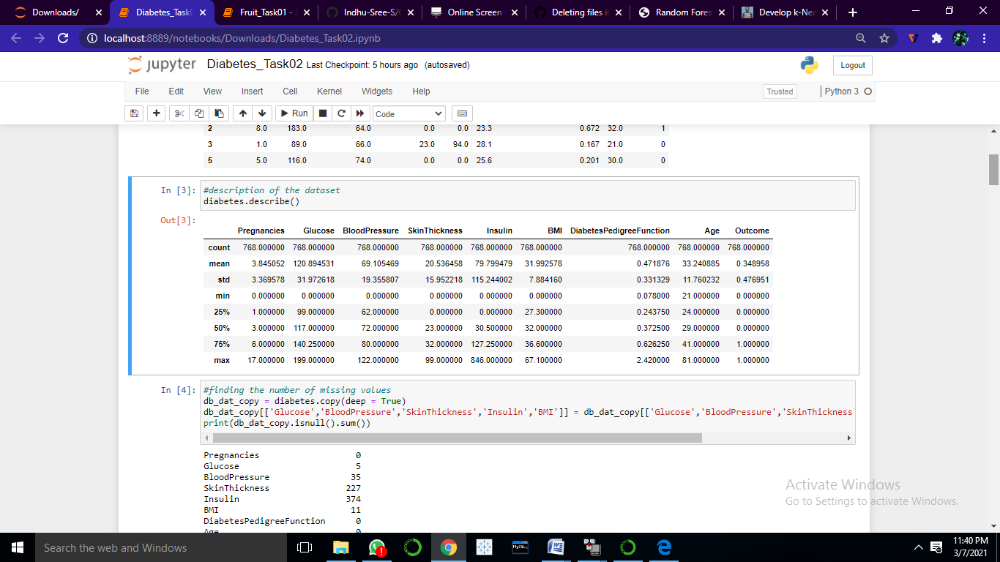 Downloads/
Diabetes_Task
Fruit_Task01 -
Indhu-Sree-S/
Online Screen
Deleting files i
Random Fores
Develop k-Nea
localhost:8889/notebooks/Downloads/Diabetes_Task02.ipynb
jupyter Diabetes_Task02 Last Checkpoint: 5 hours ago (autosaved)
Logout
File Edit View Insert Cell Kernel Widgets Help
Trusted
Python 3
Run
Code
2 8.0 183.0 64.0 0.0 0.0 23.3 0.672 32.0 1
3 1.0 89.0 66.0 23.0 94.0 28.1 0.167 21.0 0
5 5.0 116.0 74.0 0.0 0.0 25.6 0.201 30.0 0
In [3]: #description of the dataset
diabetes.describe()
Out[3]:
Pregnancies Glucose BloodPressure SkinThickness Insulin BMI DiabetesPedigreeFunction Age Outcome
count 768.000000 768.000000 768.000000 768.000000 768.000000 768.000000 768.000000 768.000000 768.000000
mean 3.845052 120.894531 69.105469 20.536458 79.799479 31.992578 0.471876 33.240885 0.348958
std 3.369578 31.972618 19.355807 15.952218 115.244002 7.884160 0.331329 11.760232 0.476951
min 0.000000 0.000000 0.000000 0.000000 0.000000 0.000000 0.078000 21.000000 0.000000
25% 1.000000 99.000000 62.000000 0.000000 0.000000 27.300000 0.243750 24.000000 0.000000
50% 3.000000 117.000000 72.000000 23.000000 30.500000 32.000000 0.372500 29.000000 0.000000
75% 6.000000 140.250000 80.000000 32.000000 127.250000 36.600000 0.626250 41.000000 1.000000
max 17.000000 199.000000 122.000000 99.000000 846.000000 67.100000 2.420000 81.000000 1.000000
In [4]: #finding the number of missing values
db_dat_copy = diabetes.copy(deep = True)
db_dat_copy[['Glucose','BloodPressure','SkinThickness','Insulin','BMI']] = db_dat_copy[['Glucose','BloodPressure','SkinThickness'
print(db_dat_copy.isnull().sum())
Pregnancies 0
Glucose 5
BloodPressure 35
SkinThickness 227
Insulin 374
BMI 11
DiabetesPedigreeFunction 0
Age 0
Activate Windows
Go to Settings to activate Windows.
Search the web and Windows
MySQL
11:40 PM
3/7/2021